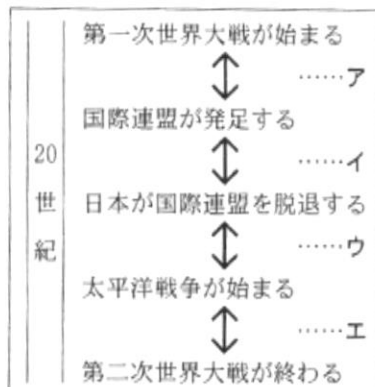 20世紀
第一次世界大戦が始まる
……ア
国際連盟が発足する
……イ
日本が国際連盟を脱退する
……ウ
太平洋戦争が始まる
……エ
第二次世界大戦が終わる